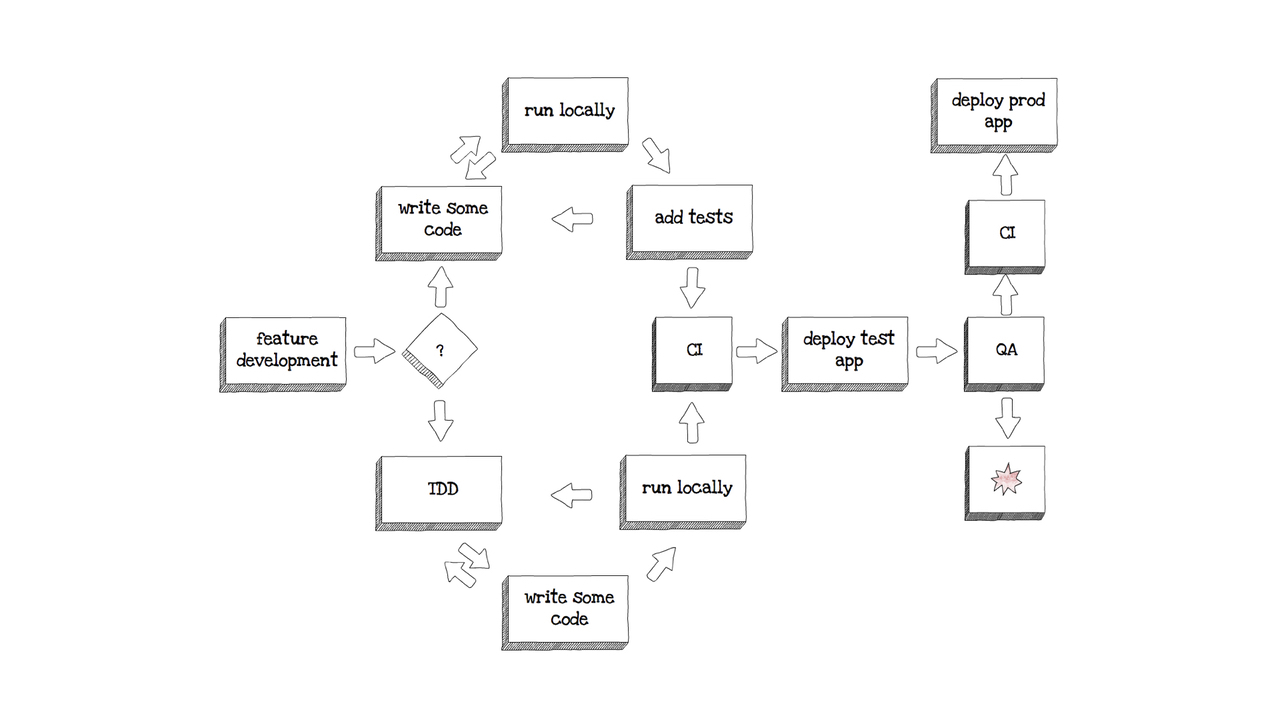 run locally
deploy prod
app
write some
code
add tests
CI
feature
development
?
CI
deploy test
app
QA
TDD
run locally
write some
code